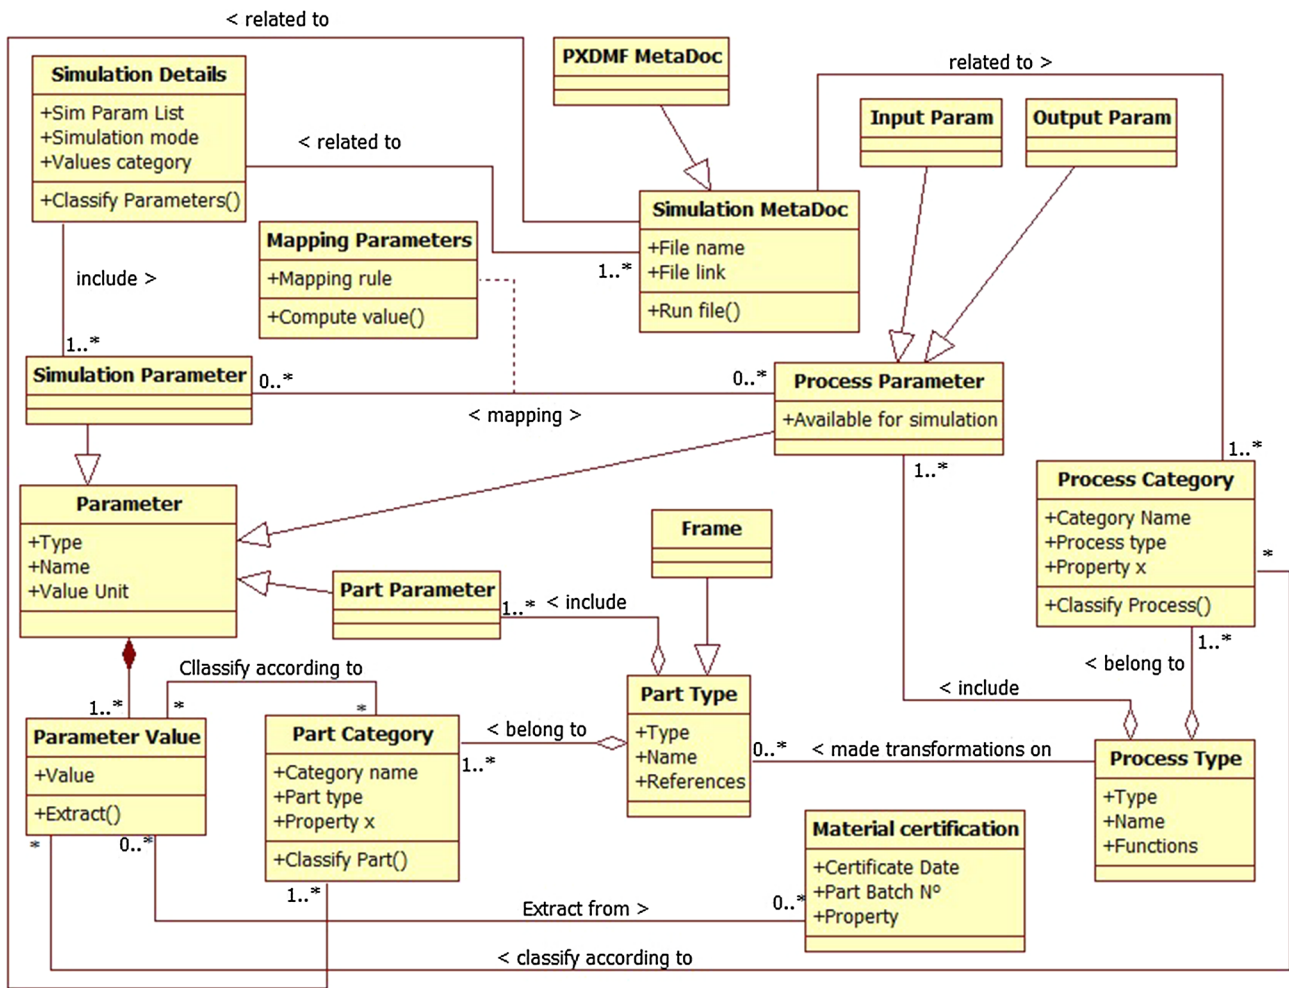 < related to
PXDMF MetaDoc
related to >
Simulation Details
+Sim Param List
+Simulation mode
+Values category
+Classify Parameters()
Input Param
Output Param
< related to
Simulation MetaDoc
+File name
+File link
+Run file()
1..*
Mapping Parameters
+Mapping rule
+Compute value()
include >
1..*
Simulation Parameter
0..*
0..*
< mapping >
Process Parameter
+Available for simulation
1..*
1..*
Process Category
+Category Name
+Process type
+Property x
+Classify Process()
*
1..*
Parameter
+Type
+Name
+Value Unit
Frame
Part Parameter
1..*
< include
< belong to
< include
Cllassify according to
1..*
*
*
Part Type
+Type
+Name
+References
Parameter Value
+Value
+Extract()
Part Category
+Category name
+Part type
+Property x
+Classify Part()
< belong to
1..*
0..*
< made transformations on
Process Type
+Type
+Name
+Functions
*
0..*
1..*
Material certification
+Certificate Date
+Part Batch Nº
+Property
Extract from >
0..*
< classify according to